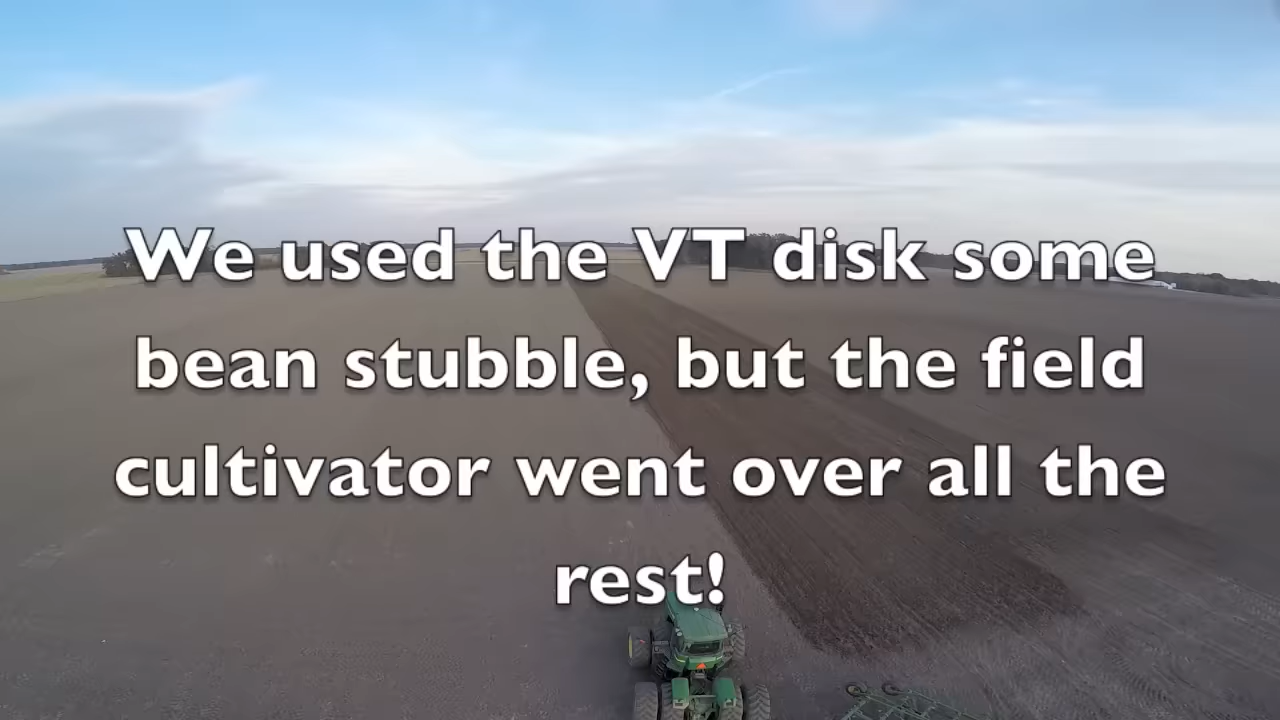 We used the VT disk some
bean stubble, but the field
cultivator went over all the
rest!